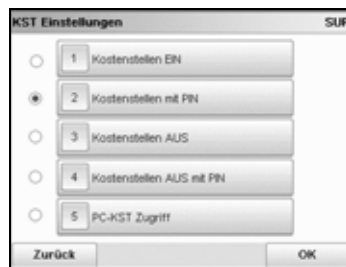 KST Einstellungen SUP
1 Kostenstellen EIN
2 Kostenstellen mit PIN
3 Kostenstellen AUS
4 Kostenstellen AUS mit PIN
5 PC-KST Zugriff
Zurück OK